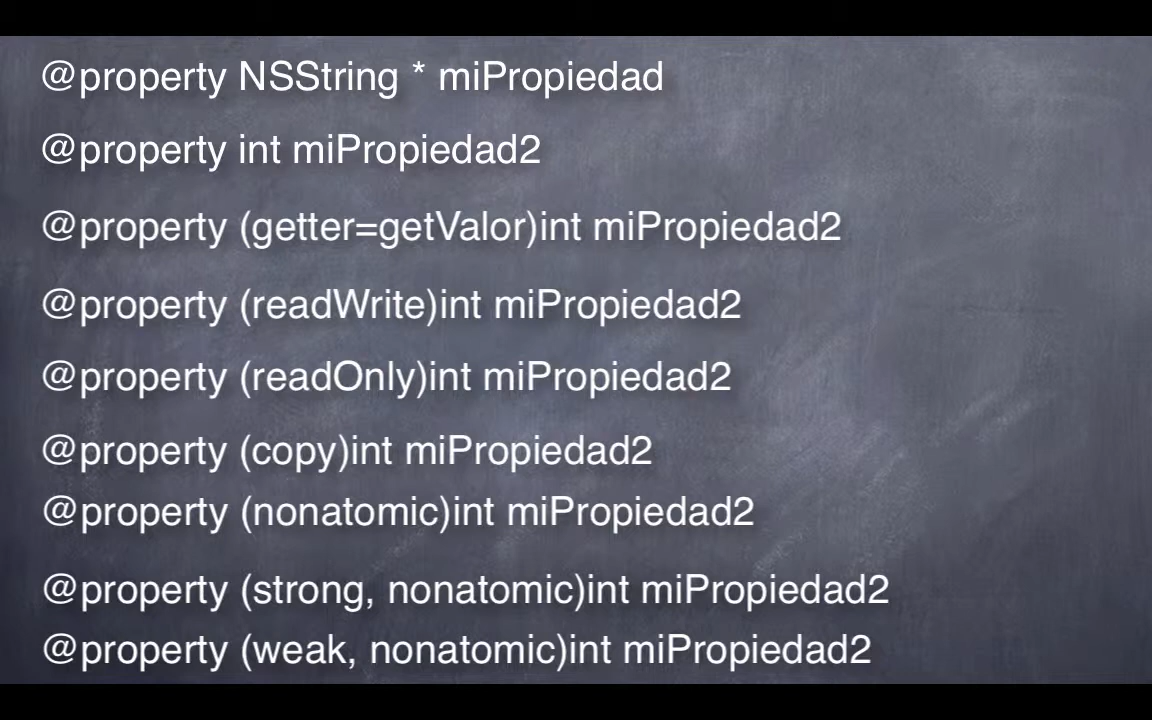 @property NSString * miPropiedad
@property int miPropiedad2
@property (getter=getValor)int miPropiedad2
@property (readWrite)int miPropiedad2
@property (readOnly)int miPropiedad2
@property (copy)int miPropiedad2
@property (nonatomic)int miPropiedad2
@property (strong, nonatomic)int miPropiedad2
@property (weak, nonatomic)int miPropiedad2